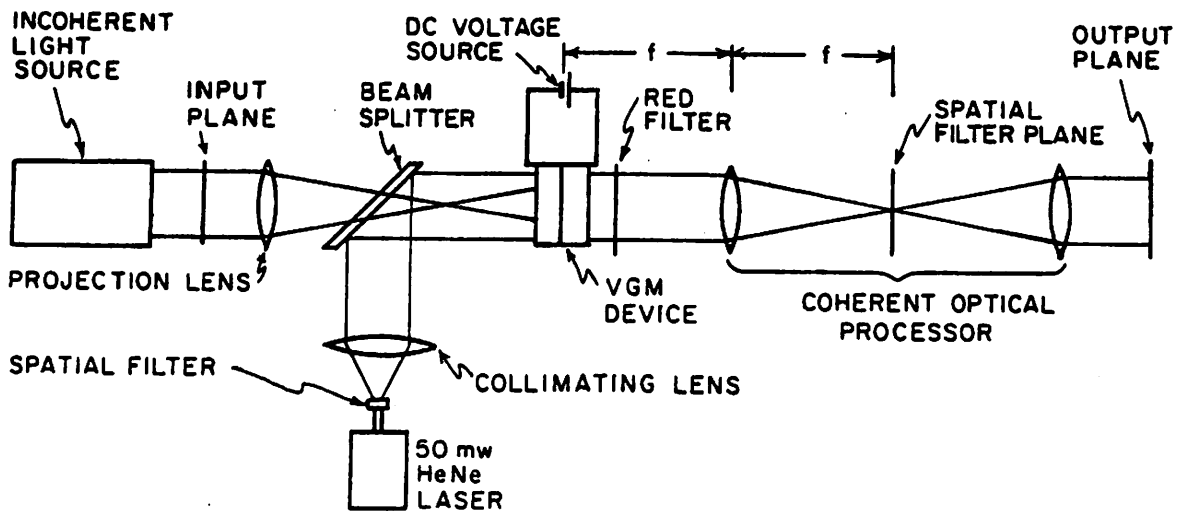 INCOHERENT
LIGHT
SOURCE
INPUT
PLANE
BEAM
SPLITTER
DC VOLTAGE
SOURCE
f
f
RED
FILTER
SPATIAL
FILTER PLANE
OUTPUT
PLANE
PROJECTION LENS
VGM
DEVICE
COHERENT OPTICAL
PROCESSOR
SPATIAL FILTER
COLLIMATING LENS
50 mw
HeNe
LASER